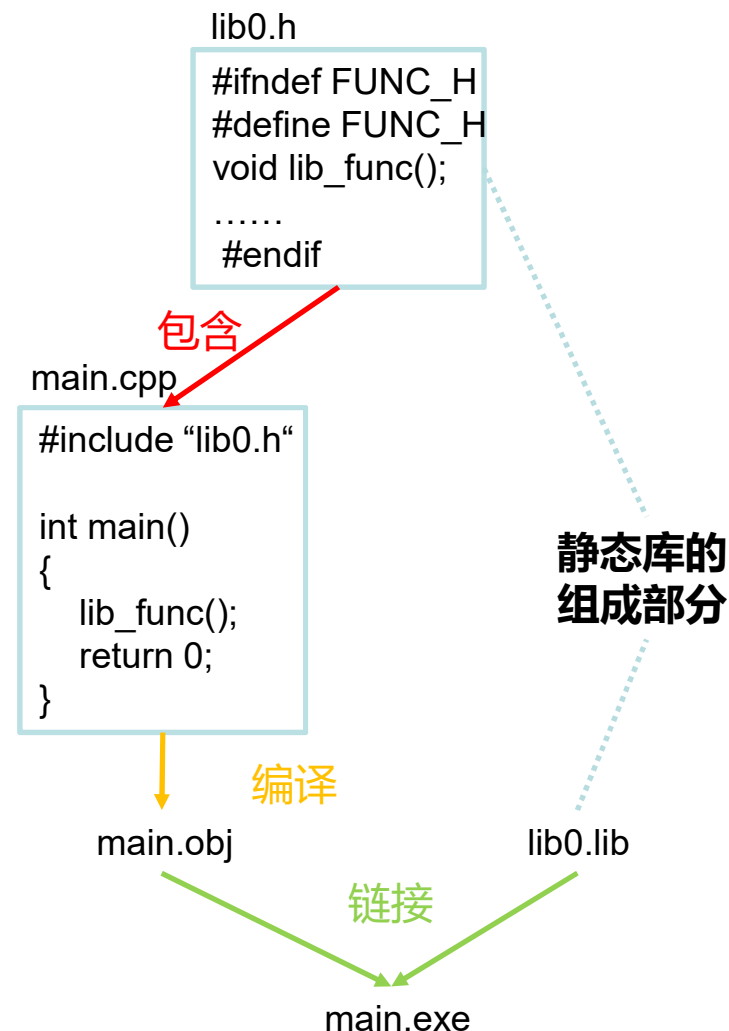 lib0.h
#ifndef FUNC_H
#define FUNC_H
void lib_func();
……
#endif
包含
main.cpp
#include “lib0.h“
int main()
{
lib_func();
return 0;
}
静态库的
组成部分
编译
main.obj
lib0.lib
链接
main.exe